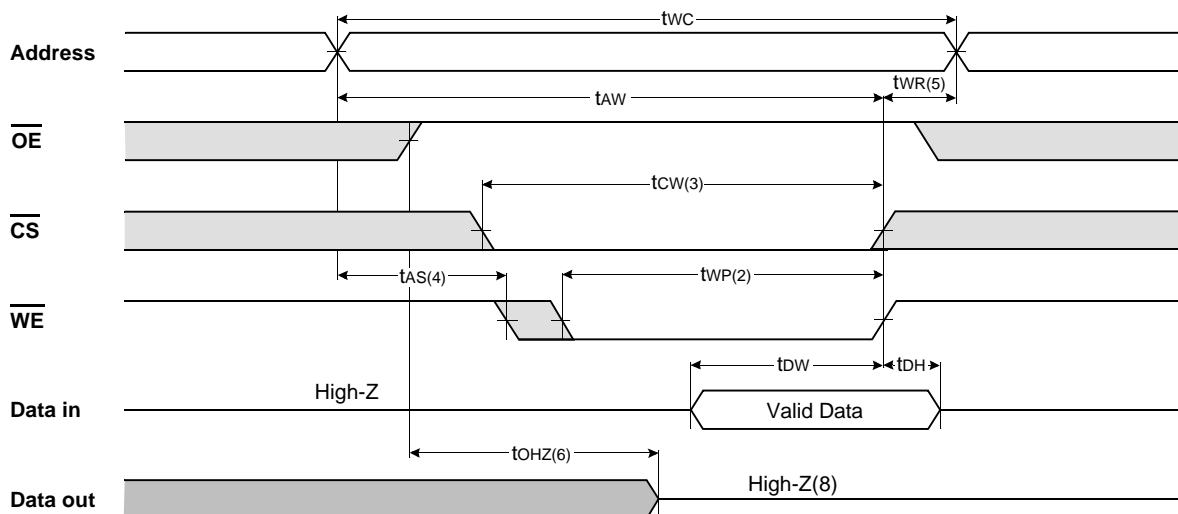 tWC
Address
tAW
tWR(5)
OE
tCW(3)
CS
tAS(4)
tWP(2)
WE
tDW
tDH
High-Z
Data in
Valid Data
tOHZ(6)
High-Z(8)
Data out